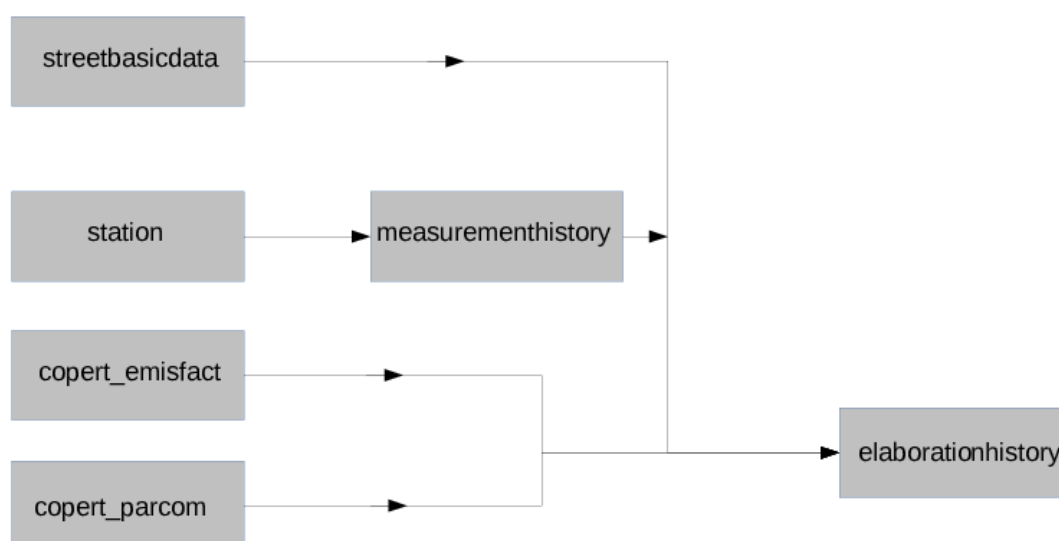 streetbasicdata
station
measurementhistory
copert_emisfact
elaborationhistory
copert_parcom